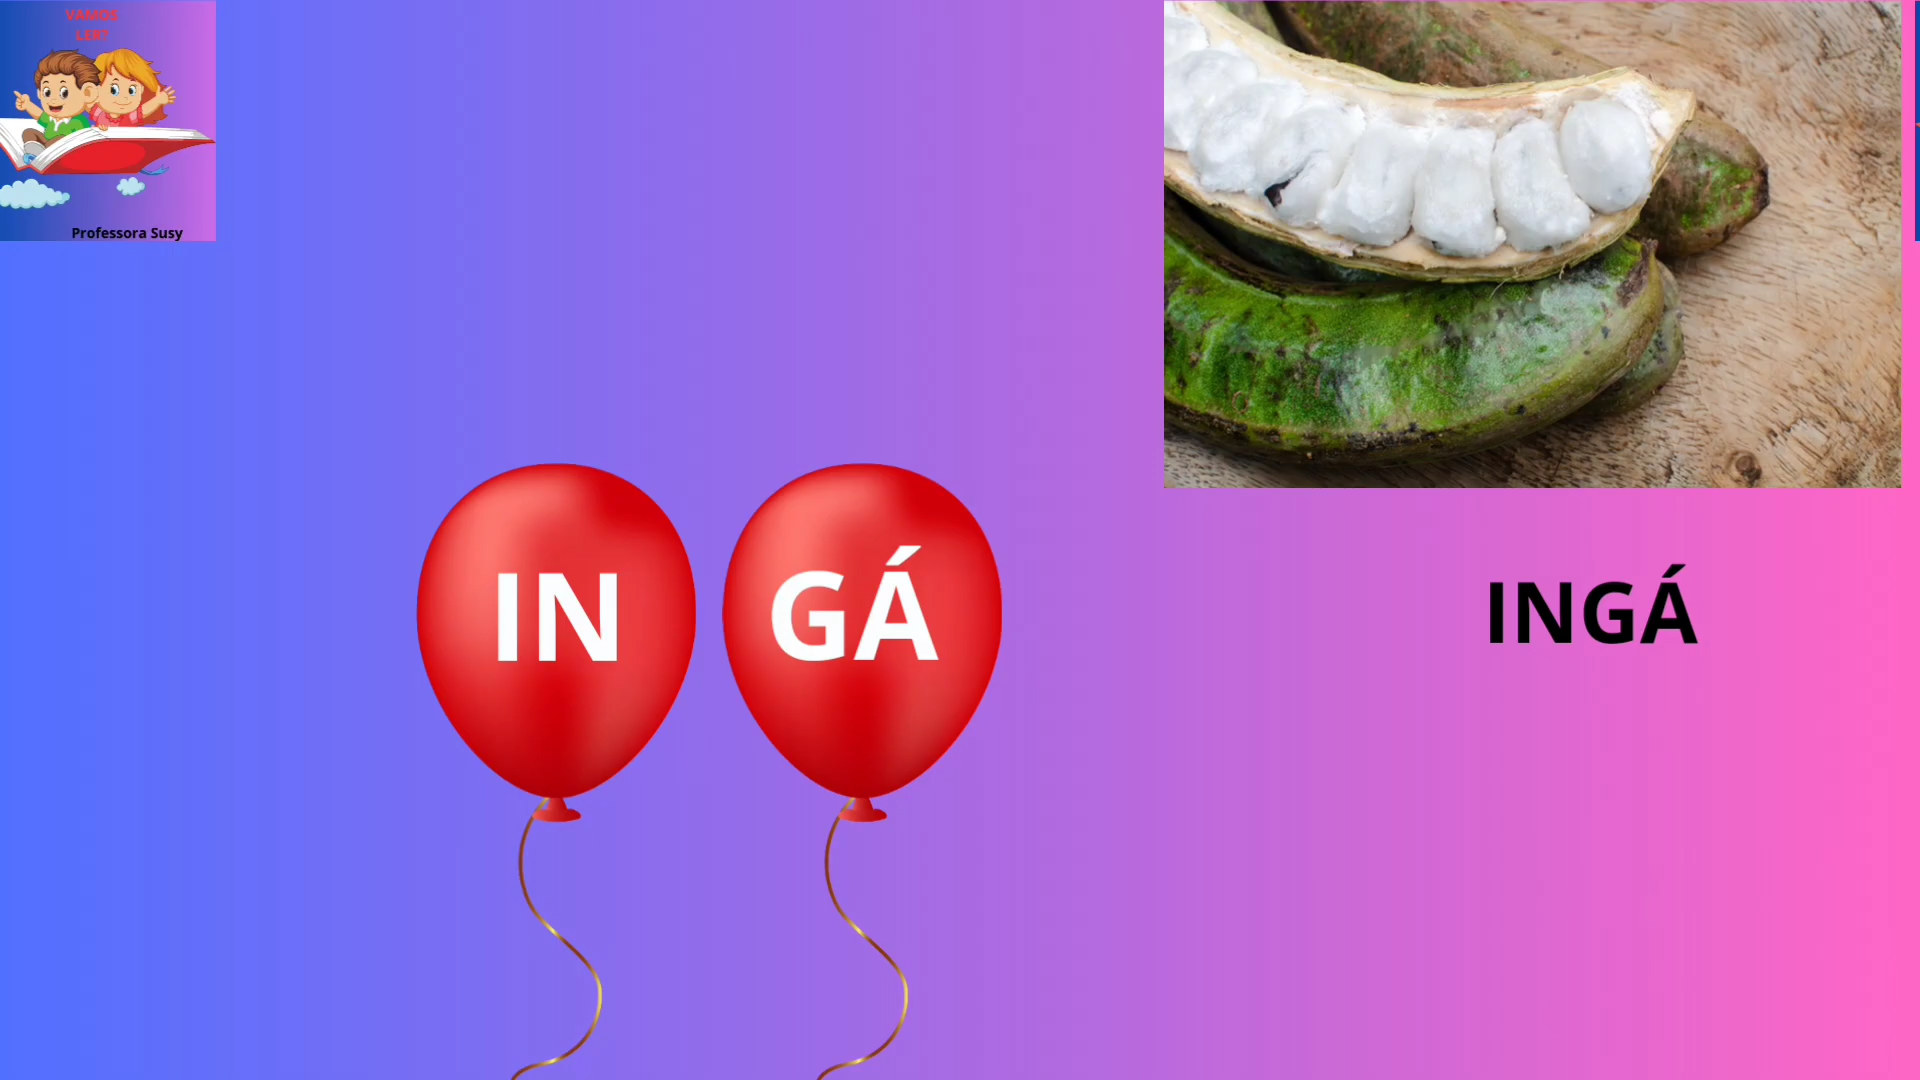 VAMOS
LER?
Professora Susy
IN
GÁ
INGÁ